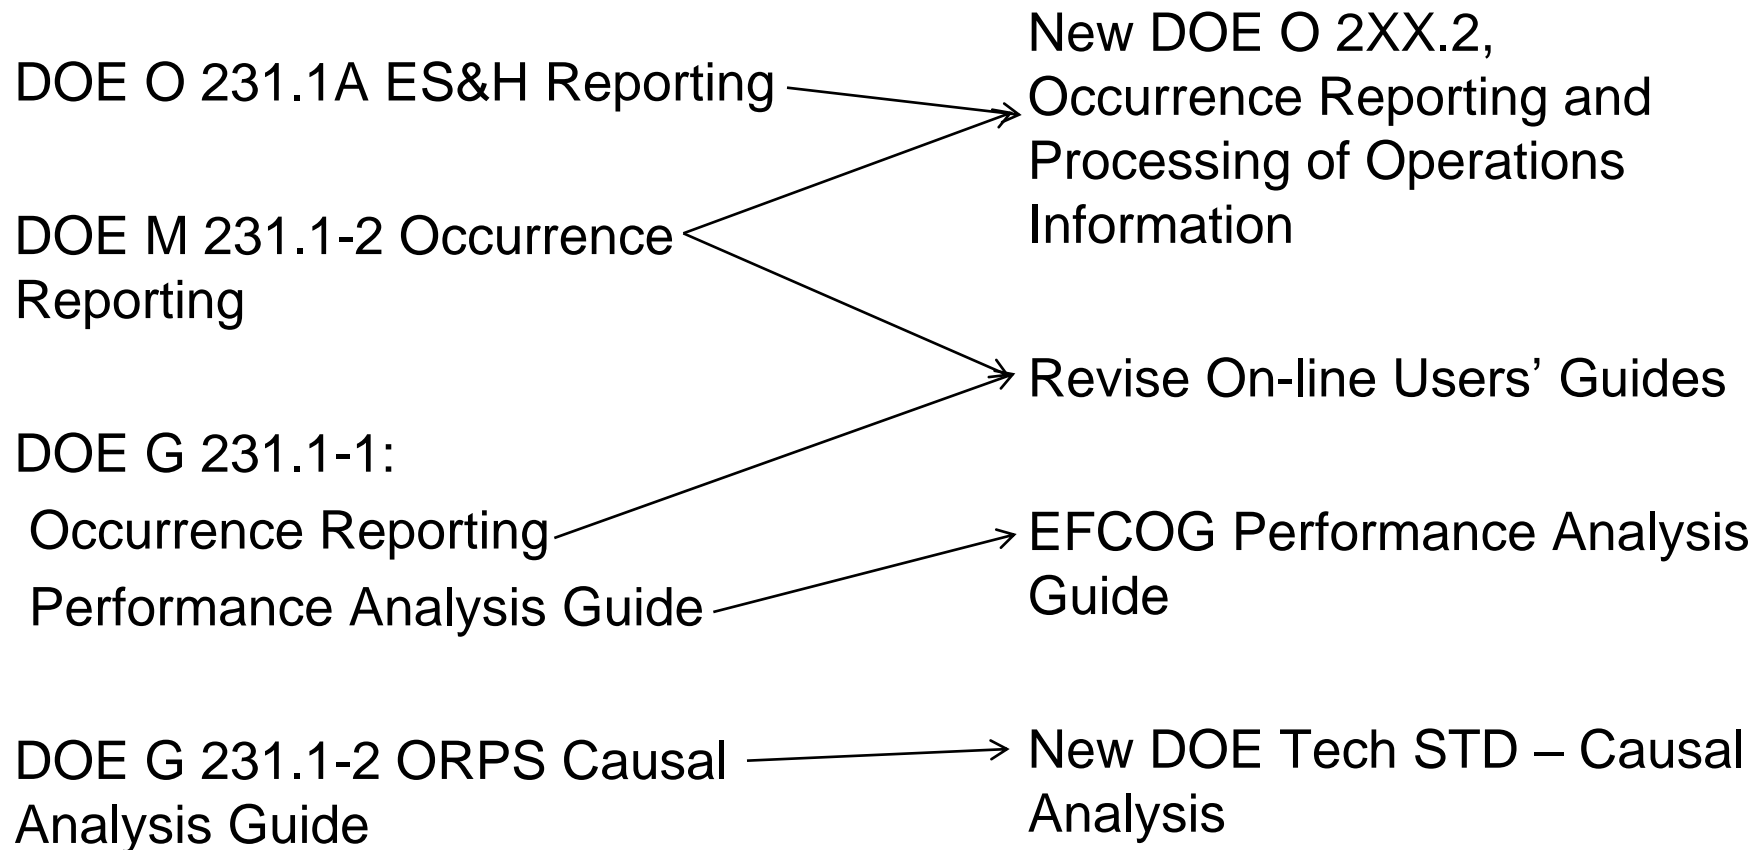 DOE O 231.1A ES&H Reporting
DOE M 231.1-2 Occurrence
Reporting
DOE G 231.1-1:
Occurrence Reporting
Performance Analysis Guide
DOE G 231.1-2 ORPS Causal
Analysis Guide
New DOE O 2XX.2,
Occurrence Reporting and
Processing of Operations
Information
Revise On-line Users’ Guides
EFCOG Performance Analysis
Guide
New DOE Tech STD – Causal
Analysis